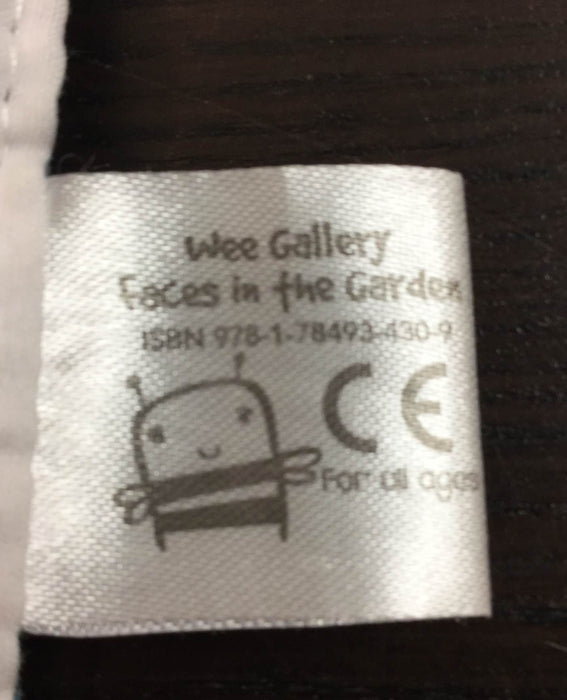 Wee Gallery
Faces in the Garden
ISBN 978-1-78493-430-9
CE
For all ages